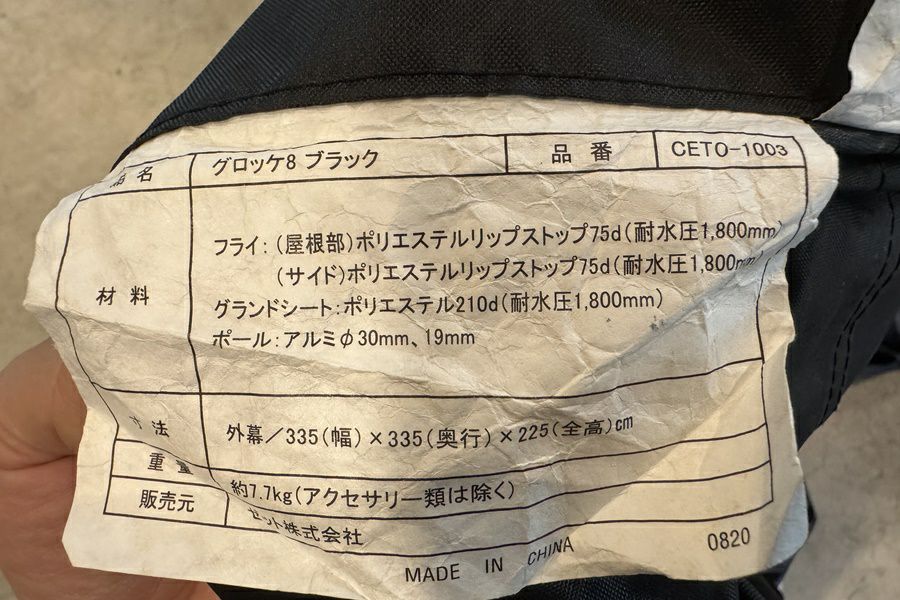 品名 グロッケ8 ブラック 品番 CETO-1003
材料
フライ:(屋根部)ポリエステルリップストップ75d(耐水圧1,800mm)
(サイド)ポリエステルリップストップ75d(耐水圧1,800mm)
グランドシート:ポリエステル210d(耐水圧1,800mm)
ポール:アルミφ30mm、19mm
寸法 外幕/335(幅)×335(奥行)×225(全高)cm
重量 約7.7kg(アクセサリー類は除く)
販売元 ゼット株式会社
MADE IN CHINA 0820